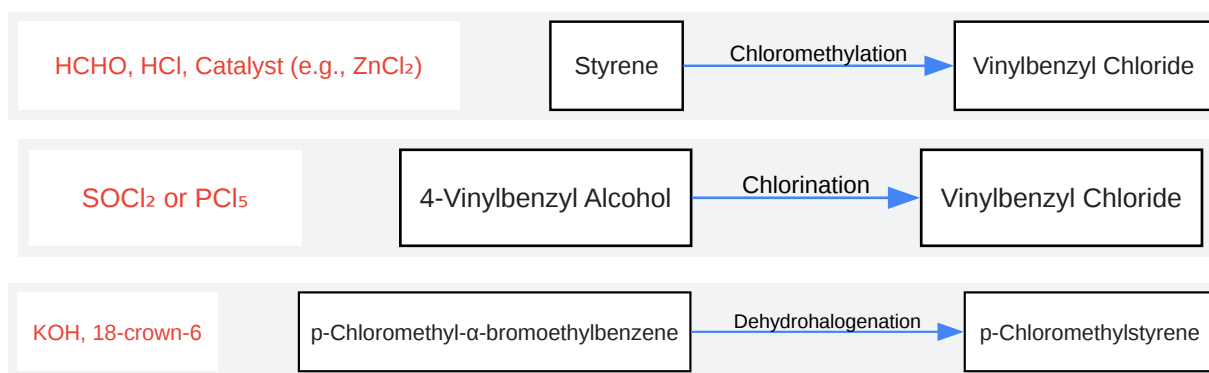 HCHO, HCl, Catalyst (e.g., ZnCl₂)
Styrene
Chloromethylation
Vinylbenzyl Chloride
SOCl₂ or PCl₅
4-Vinylbenzyl Alcohol
Chlorination
Vinylbenzyl Chloride
KOH, 18-crown-6
p-Chloromethyl-α-bromoethylbenzene
Dehydrohalogenation
p-Chloromethylstyrene